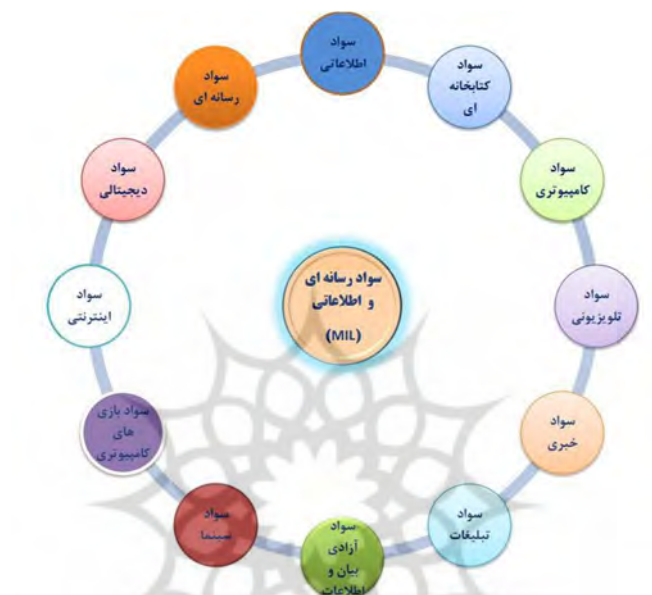 سواد
اطلاعاتی
سواد
کتابخانه
ای
سواد
کامپیوتری
سواد
تلویزیونی
سواد
خبری
سواد
تبلیغات
سواد
آزادی
بیان و
اطلاعات
سواد
سینما
سواد بازی
های
کامپیوتری
سواد
اینترنتی
سواد
دیجیتالی
سواد
رسانه ای
سواد رسانه ای
و اطلاعاتی
(MIL)